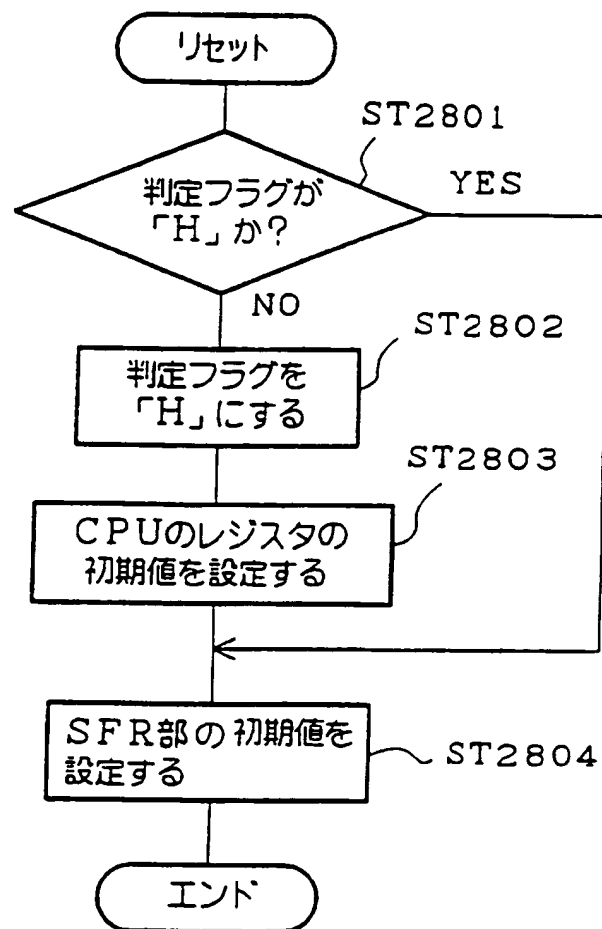 リセット
ST2801
判定フラグが
「H」か?
YES
NO
ST2802
判定フラグを
「H」にする
ST2803
CPUのレジスタの
初期値を設定する
SFR部の初期値を
設定する
ST2804
エンド